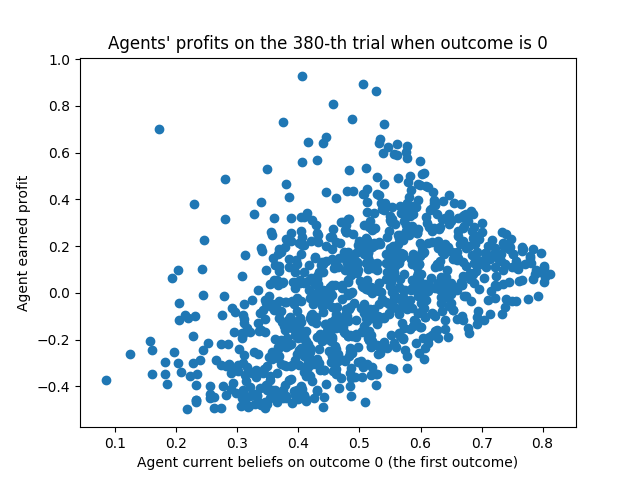 Agents' profits on the 380-th trial when outcome is 0
1.0
0.8
0.6
0.4
0.2
0.0
−0.2
−0.4
Agent earned profit
0.1 0.2 0.3 0.4 0.5 0.6 0.7 0.8
Agent current beliefs on outcome 0 (the first outcome)